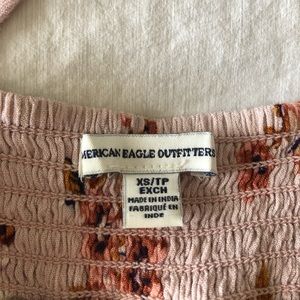 MERICAN EAGLE OUTFITTERS
XS/TP
EXCH
MADE IN INDIA
FABRIQUÉ EN
INDE